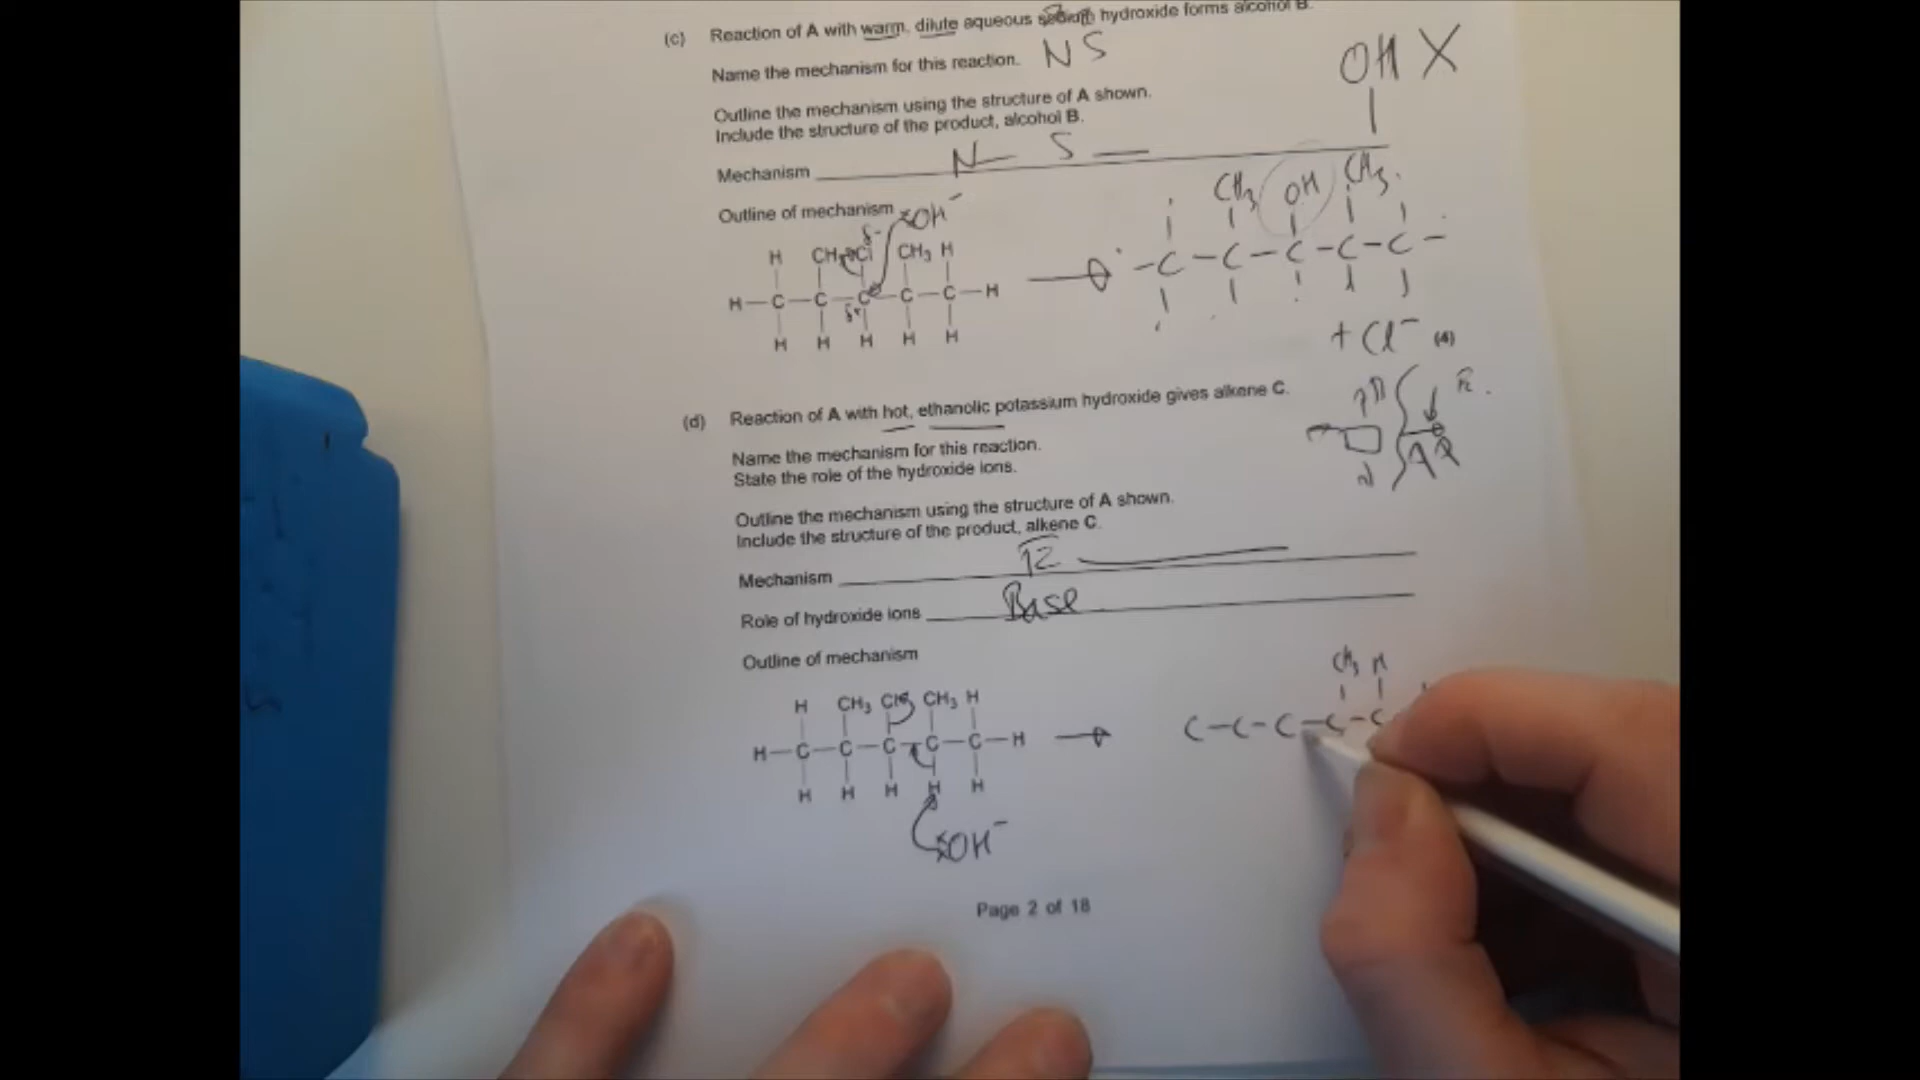 (c) Reaction of A with warm, dilute aqueous sodium hydroxide forms alcohol B.
Name the mechanism for this reaction. NS
OH X
Outline the mechanism using the structure of A shown.
Include the structure of the product, alcohol B.
Mechanism N S
Outline of mechanism
OH⁻
δ-
H CH₃ Cl CH₃ H
H—C—C—C—C—C—H
δ+
H H H H H
CH₃ OH CH₃
-C-C-C-C-C-
+ Cl⁻ (4)
(d) Reaction of A with hot, ethanolic potassium hydroxide gives alkene C.
Name the mechanism for this reaction.
State the role of the hydroxide ions.
Outline the mechanism using the structure of A shown.
Include the structure of the product, alkene C.
Mechanism
Role of hydroxide ions Base
Outline of mechanism
H CH₃ Cl CH₃ H
H—C—C—C—C—C—H
H H H H H
OH⁻
CH₃ H
C-C-C-C-C
Page 2 of 18